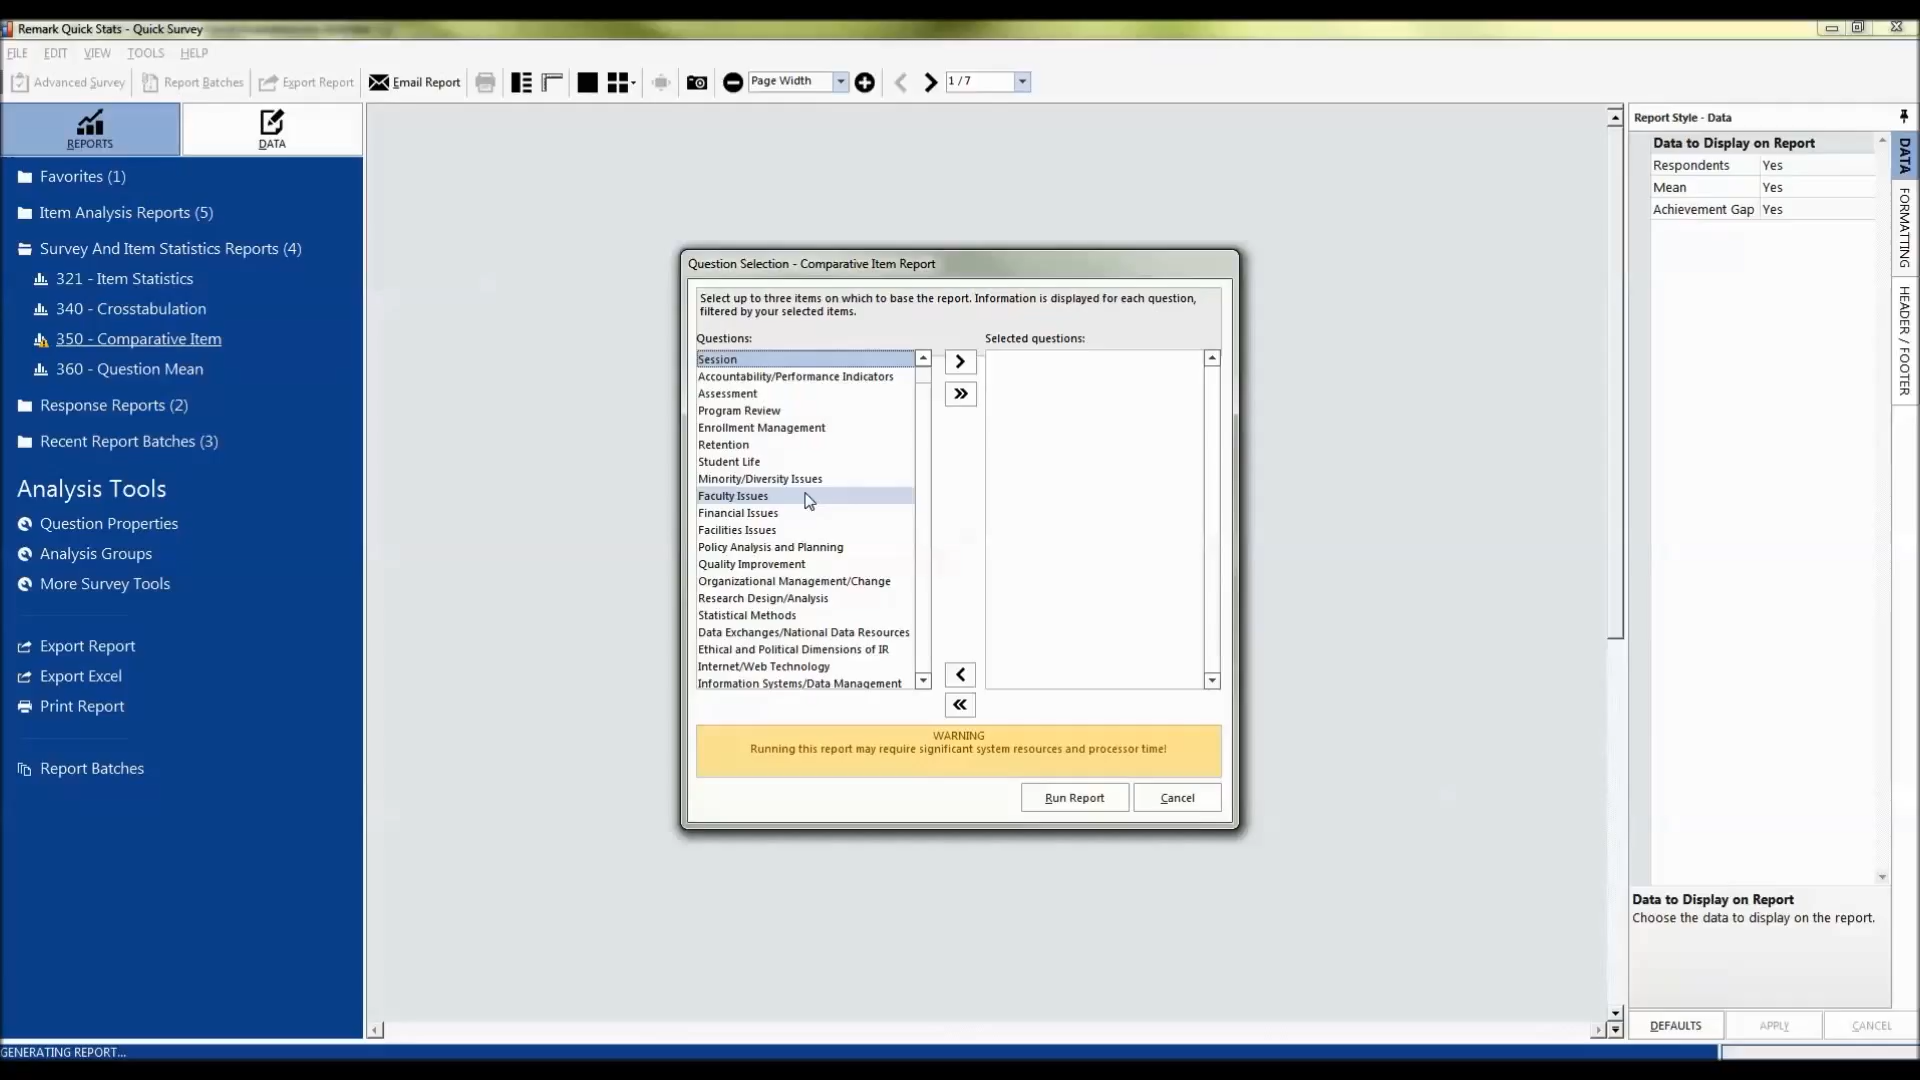 Remark Quick Stats - Quick Survey
FILE EDIT VIEW TOOLS HELP
Advanced Survey Report Batches Export Report Email Report Page Width 1 / 7
REPORTS
DATA
Favorites (1)
Item Analysis Reports (5)
Survey And Item Statistics Reports (4)
321 - Item Statistics
340 - Crosstabulation
350 - Comparative Item
360 - Question Mean
Response Reports (2)
Recent Report Batches (3)
Analysis Tools
Question Properties
Analysis Groups
More Survey Tools
Export Report
Export Excel
Print Report
Report Batches
GENERATING REPORT...
Question Selection - Comparative Item Report
Select up to three items on which to base the report. Information is displayed for each question,
filtered by your selected items.
Questions:
Session
Accountability/Performance Indicators
Assessment
Program Review
Enrollment Management
Retention
Student Life
Minority/Diversity Issues
Faculty Issues
Financial Issues
Facilities Issues
Policy Analysis and Planning
Quality Improvement
Organizational Management/Change
Research Design/Analysis
Statistical Methods
Data Exchanges/National Data Resources
Ethical and Political Dimensions of IR
Internet/Web Technology
Information Systems/Data Management
Selected questions:
WARNING
Running this report may require significant system resources and processor time!
Run Report
Cancel
Report Style - Data
Data to Display on Report
Respondents Yes
Mean Yes
Achievement Gap Yes
DATA
FORMATTING
HEADER / FOOTER
Data to Display on Report
Choose the data to display on the report.
DEFAULTS
APPLY
CANCEL